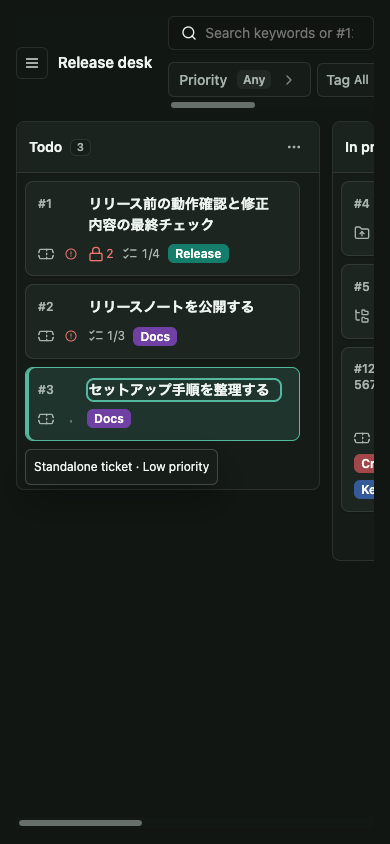 Release desk
Search keywords or #1
Priority Any
Tag All
Todo 3
#1 リリース前の動作確認と修正
内容の最終チェック
2 1/4 Release
#2 リリースノートを公開する
1/3 Docs
#3 セットアップ手順を整理する
Docs
Standalone ticket · Low priority
In pr
#4
#5
#12
567
Cr
Ke